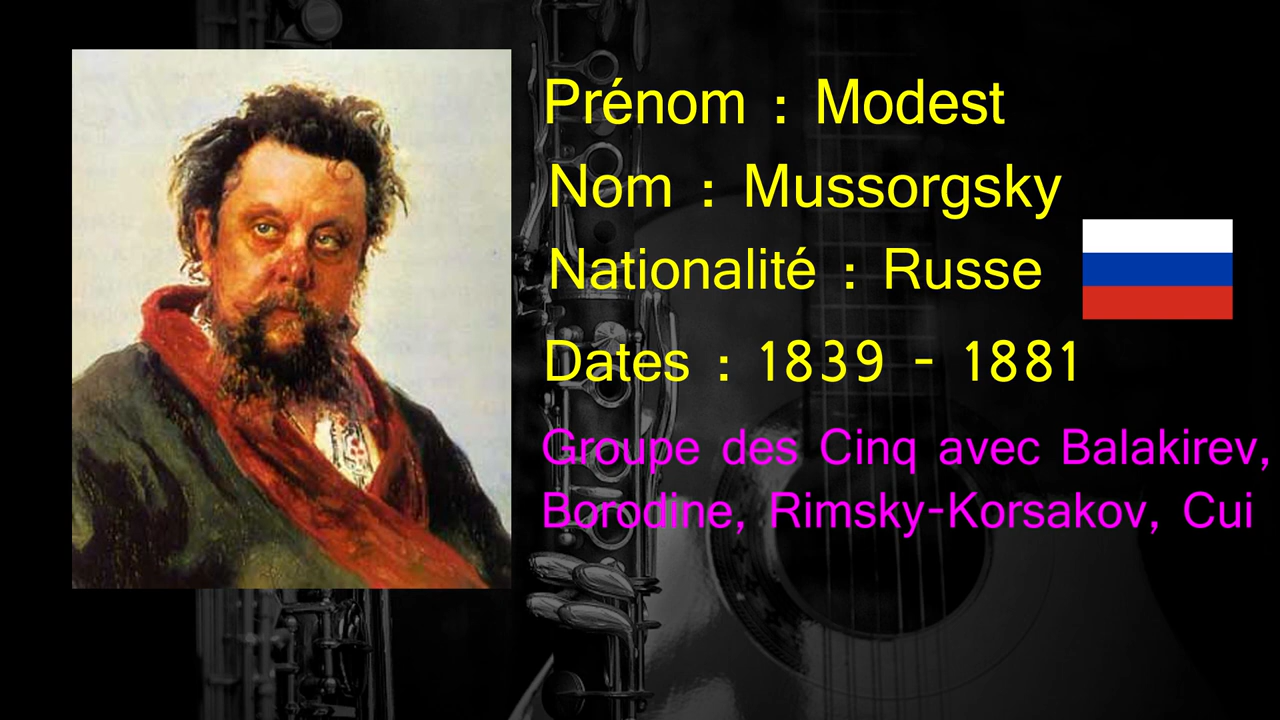 Prénom : Modest
Nom : Mussorgsky
Nationalité : Russe
Dates : 1839 - 1881
Groupe des Cinq avec Balakirev,
Borodine, Rimsky-Korsakov, Cui